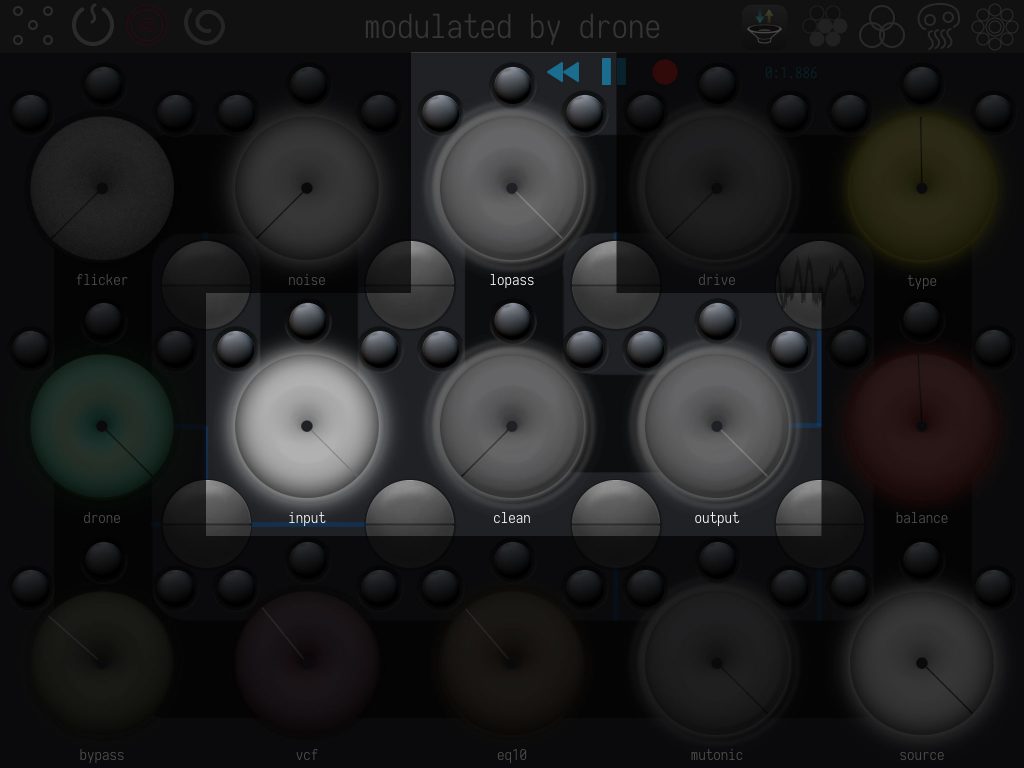 modulated by drone
0:1.886
flicker noise lopass drive type
drone input clean output balance
bypass vcf eq10 mutonic source